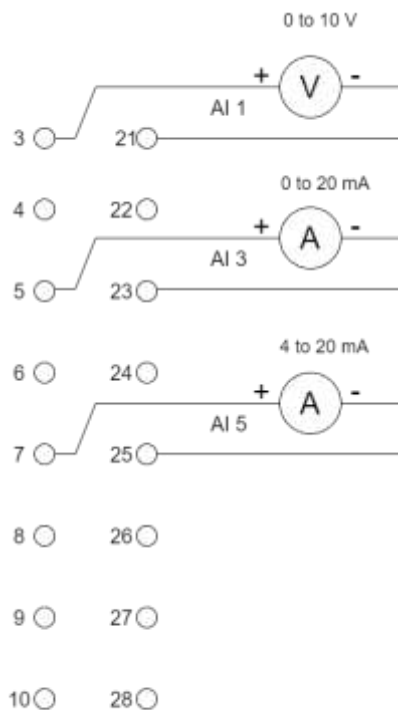 0 to 10 V
+ V -
AI 1
3 21
4 22
0 to 20 mA
+ A -
AI 3
5 23
6 24
4 to 20 mA
+ A -
AI 5
7 25
8 26
9 27
10 28